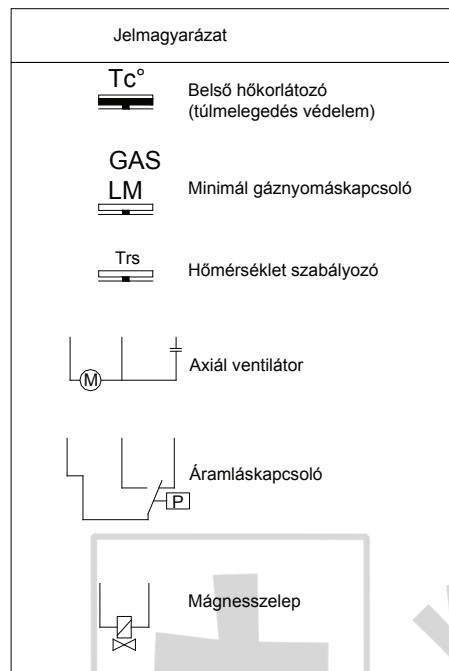 Jelmagyarázat
Tc°
Belső hőkorlátozó
(túlmelegedés védelem)
GAS
LM
Minimál gáznyomáskapcsoló
Trs
Hőmérséklet szabályozó
M
Axiál ventilátor
Áramláskapcsoló
P
Mágnesszelep